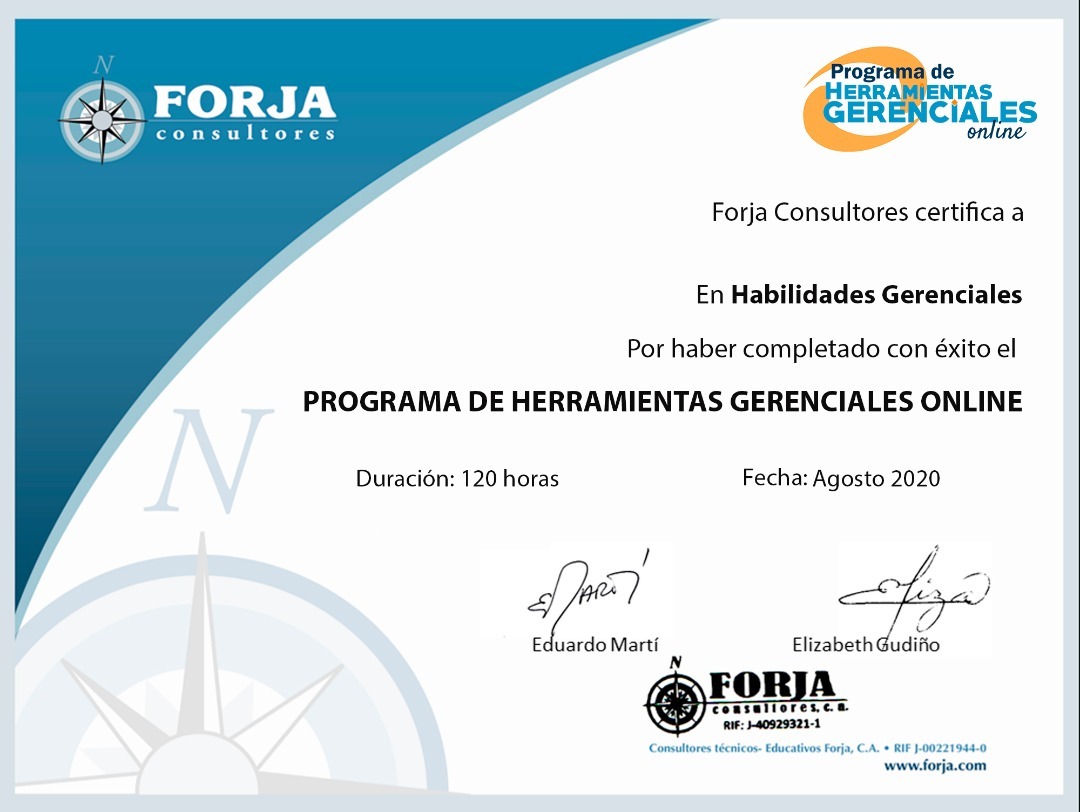 N
FORJA
consultores
Programa de
HERRAMIENTAS
GERENCIALES
online
Forja Consultores certifica a
En Habilidades Gerenciales
Por haber completado con éxito el
PROGRAMA DE HERRAMIENTAS GERENCIALES ONLINE
N
Duración: 120 horas
Fecha: Agosto 2020
E Martí
Eliza
Eduardo Martí
Elizabeth Gudiño
N
FORJA
consultores, c.a.
RIF: J-40929321-1
Consultores técnicos- Educativos Forja, C.A. • RIF J-00221944-0
www.forja.com